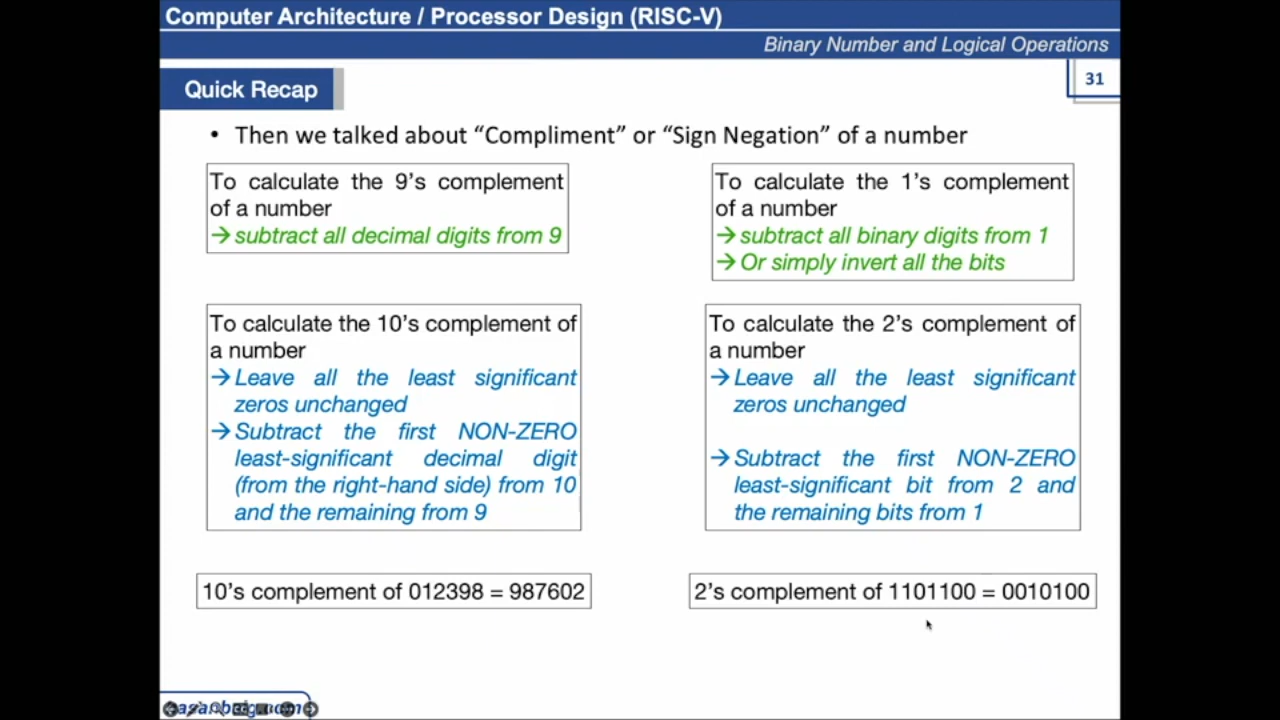 Computer Architecture / Processor Design (RISC-V)
Binary Number and Logical Operations
Quick Recap
31
• Then we talked about “Compliment” or “Sign Negation” of a number
To calculate the 9’s complement
of a number
→ subtract all decimal digits from 9
To calculate the 1’s complement
of a number
→ subtract all binary digits from 1
→ Or simply invert all the bits
To calculate the 10’s complement of
a number
→ Leave all the least significant
zeros unchanged
→ Subtract the first NON-ZERO
least-significant decimal digit
(from the right-hand side) from 10
and the remaining from 9
To calculate the 2’s complement of
a number
→ Leave all the least significant
zeros unchanged
→ Subtract the first NON-ZERO
least-significant bit from 2 and
the remaining bits from 1
10’s complement of 012398 = 987602
2’s complement of 1101100 = 0010100